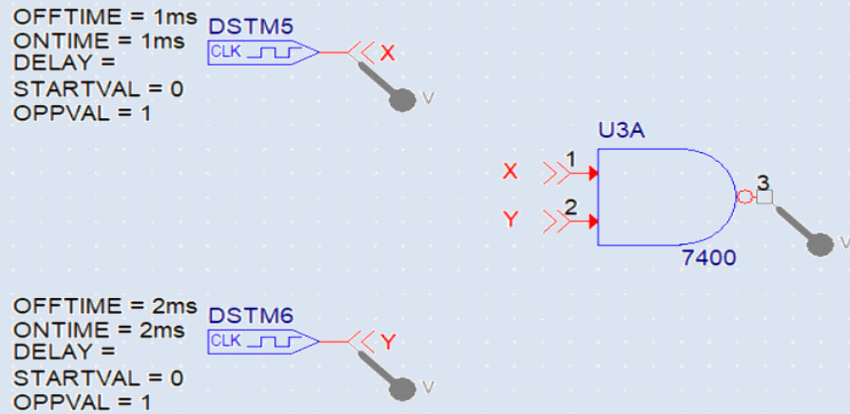 OFFTIME = 1ms
ONTIME = 1ms
DELAY =
STARTVAL = 0
OPPVAL = 1
DSTM5
CLK
X
V
U3A
X
1
Y
2
3
V
7400
OFFTIME = 2ms
ONTIME = 2ms
DELAY =
STARTVAL = 0
OPPVAL = 1
DSTM6
CLK
Y
V